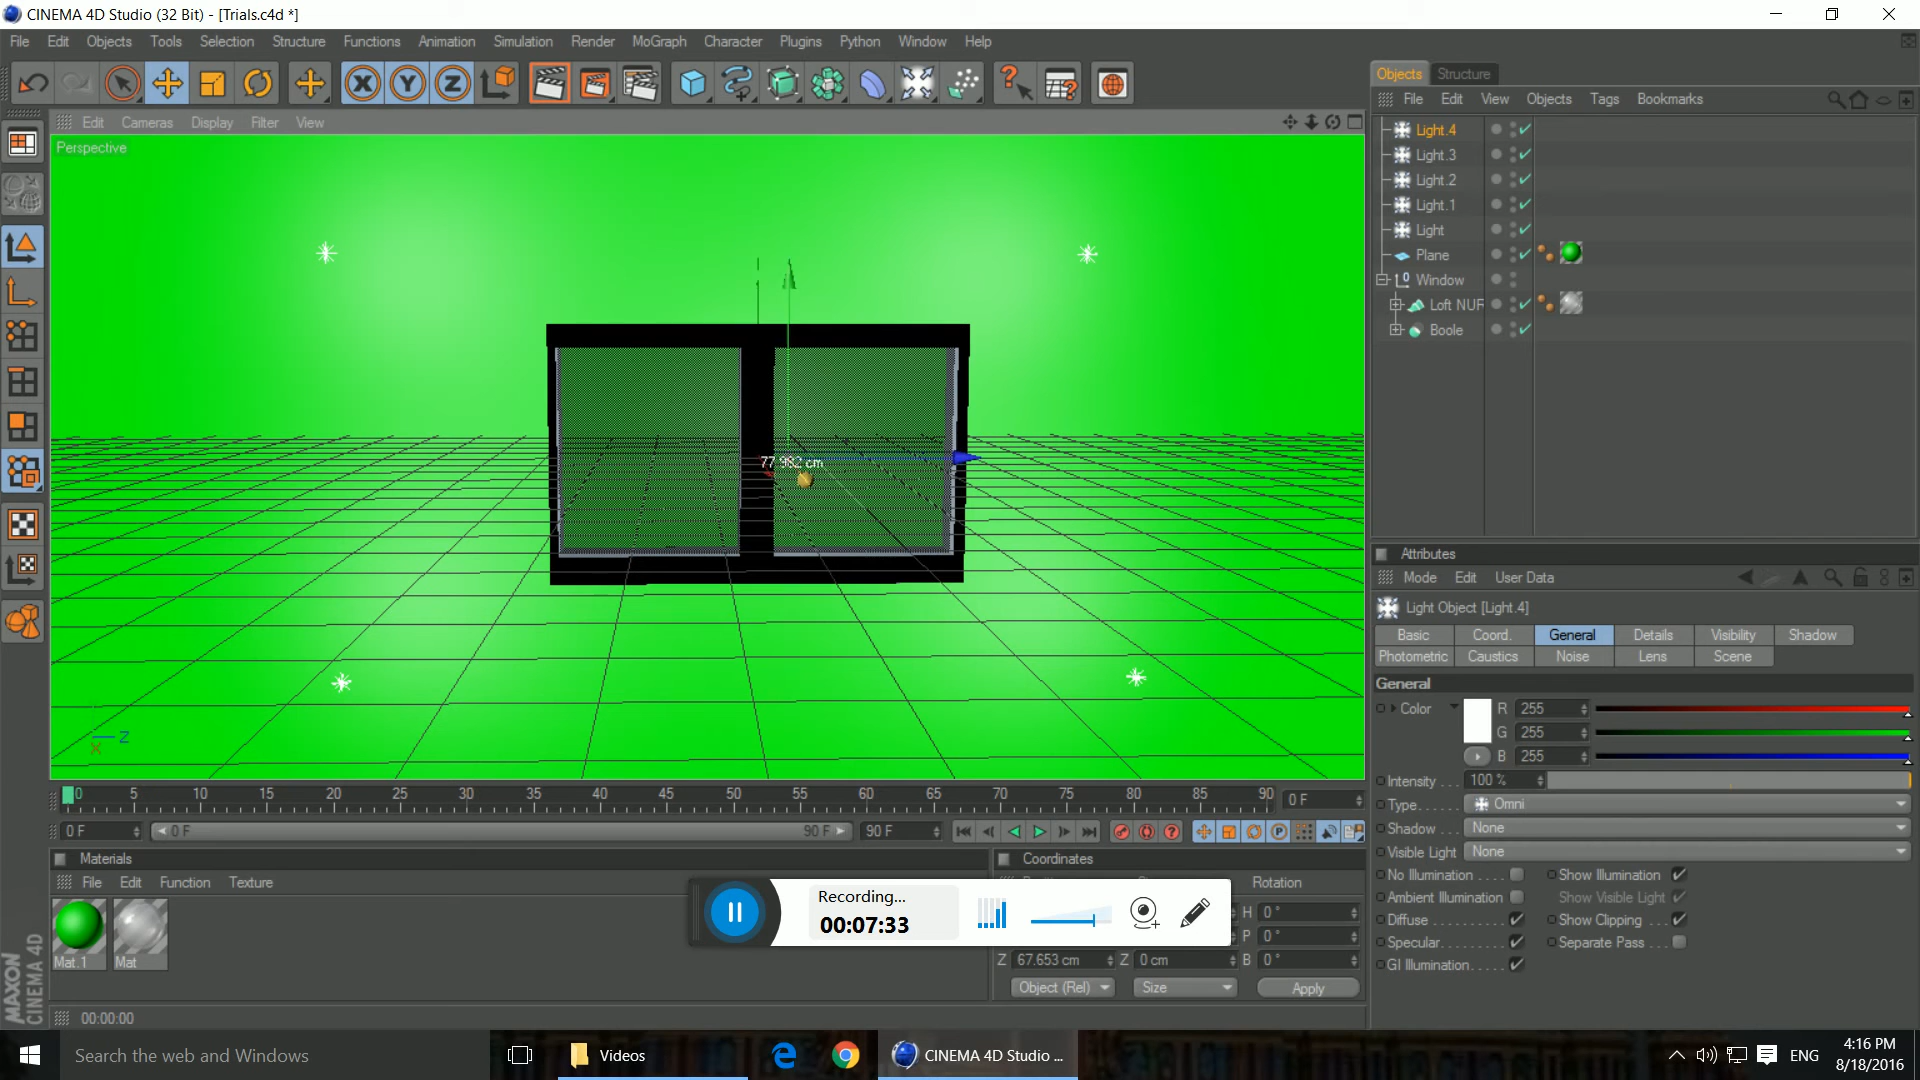 CINEMA 4D Studio (32 Bit) - [Trials.c4d *]
File Edit Objects Tools Selection Structure Functions Animation Simulation Render MoGraph Character Plugins Python Window Help
X Y Z
Objects Structure
File Edit View Objects Tags Bookmarks
Edit Cameras Display Filter View
Perspective
Light.4
Light.3
Light.2
Light.1
Light
Plane
0 Window
Loft NUR
Boole
77.982 cm
Z
X
Attributes
Mode Edit User Data
Light Object [Light.4]
Basic Coord. General Details Visibility Shadow
Photometric Caustics Noise Lens Scene
General
Color R 255
G 255
B 255
Intensity . . . 100 %
Type. . . . . . Omni
Shadow . . . None
Visible Light None
No Illumination . . . . Show Illumination
Ambient Illumination Show Visible Light
Diffuse . . . . . . . . . . Show Clipping . . .
Specular. . . . . . . . . Separate Pass . . .
GI Illumination. . . . .
0 5 10 15 20 25 30 35 40 45 50 55 60 65 70 75 80 85 90 0 F
0 F 0 F 90 F 90 F
P
Materials
File Edit Function Texture
Mat.1 Mat
Coordinates
Rotation
H 0 °
P 0 °
Z 67.653 cm Z 0 cm B 0 °
Object (Rel) Size Apply
Recording...
00:07:33
MAXON
CINEMA 4D
00:00:00
Search the web and Windows
Videos
CINEMA 4D Studio ...
ENG
4:16 PM
8/18/2016